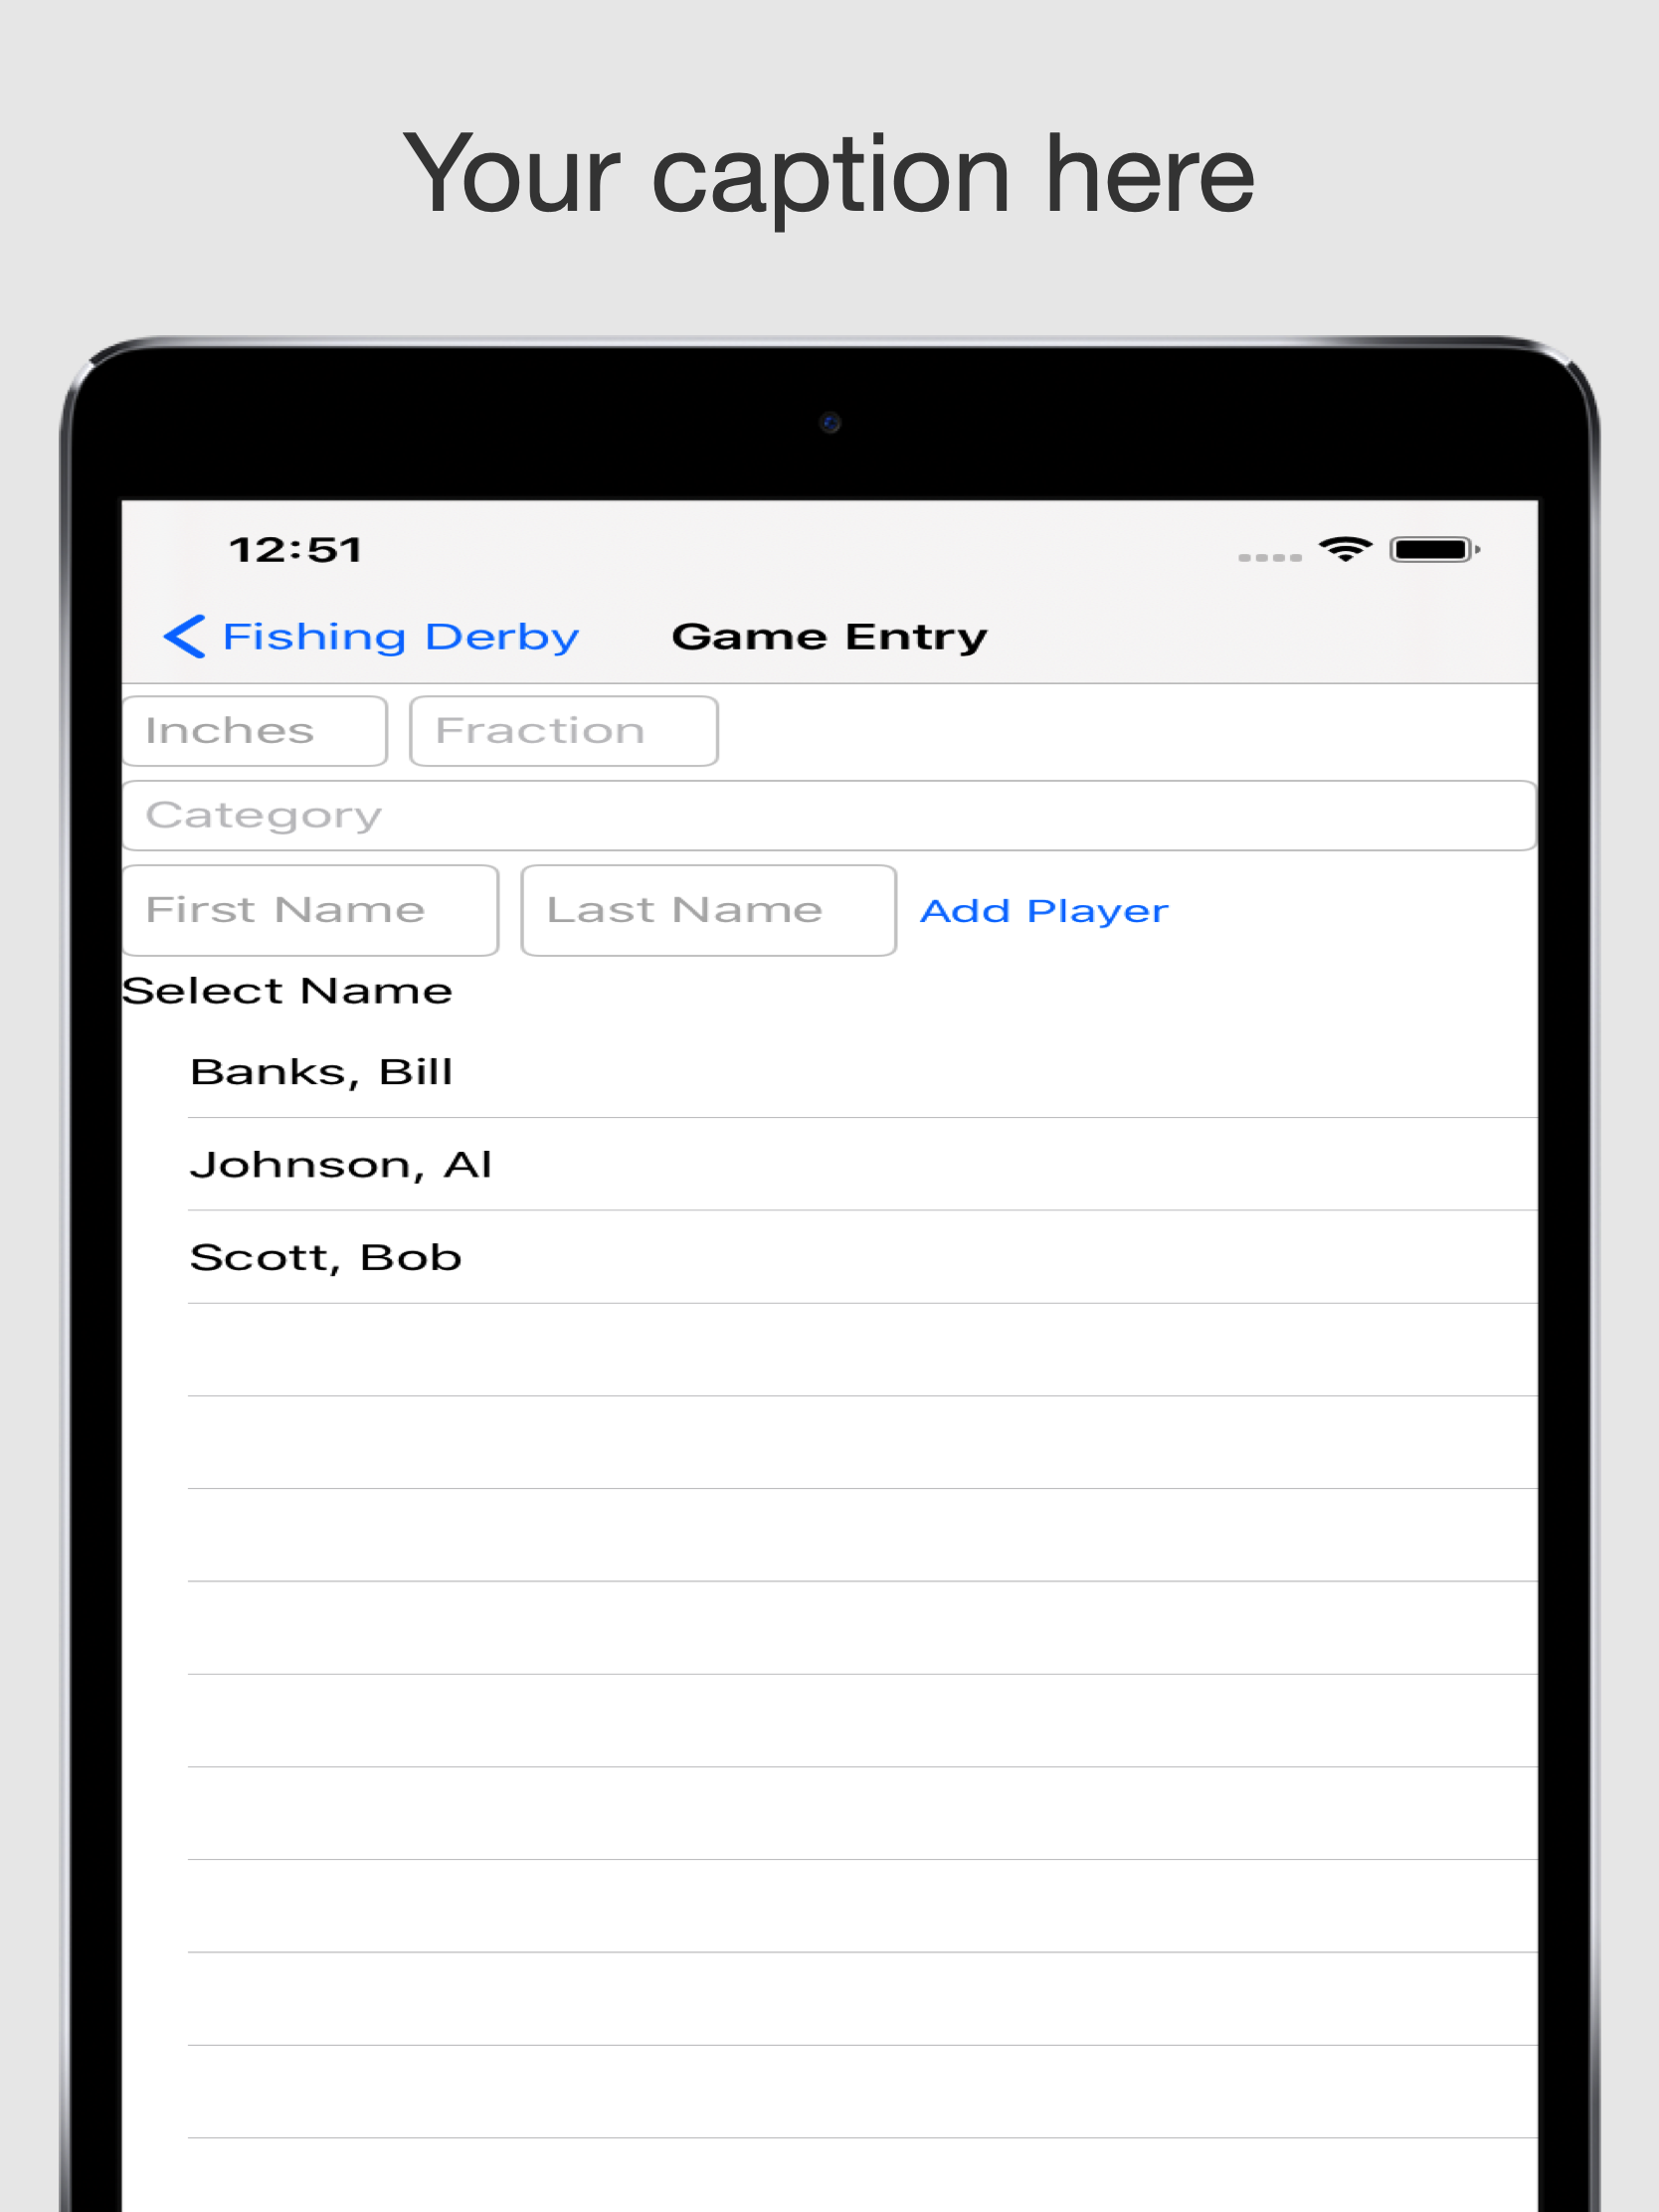 Your caption here
12:51
Fishing Derby Game Entry
Inches Fraction
Category
First Name Last Name Add Player
Select Name
Banks, Bill
Johnson, Al
Scott, Bob